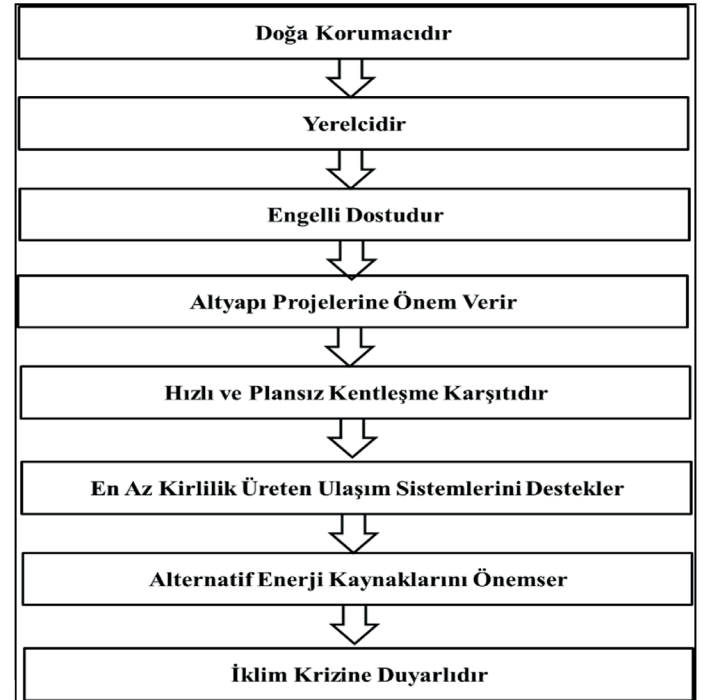 Doğa Korumacıdır
Yerelcidir
Engelli Dostudur
Altyapı Projelerine Önem Verir
Hızlı ve Plansız Kentleşme Karşıtıdır
En Az Kirlilik Üreten Ulaşım Sistemlerini Destekler
Alternatif Enerji Kaynaklarını Önemser
İklim Krizine Duyarlıdır